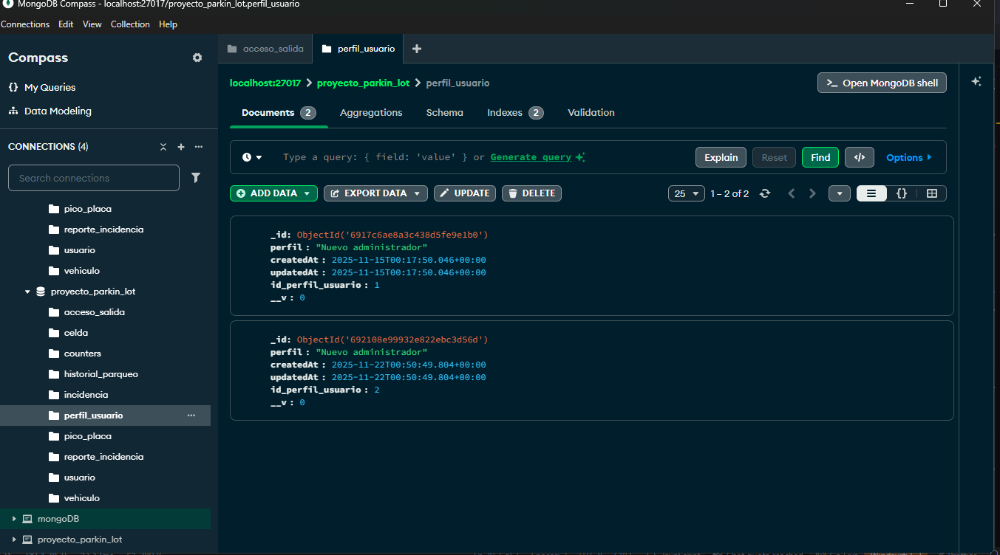 MongoDB Compass - localhost:27017/proyecto_parkin_lot.perfil_usuario
Connections Edit View Collection Help
Compass
{} My Queries
Data Modeling
CONNECTIONS (4)
Search connections
pico_placa
reporte_incidencia
usuario
vehiculo
proyecto_parkin_lot
acceso_salida
celda
counters
historial_parqueo
incidencia
perfil_usuario
pico_placa
reporte_incidencia
usuario
vehiculo
mongoDB
proyecto_parkin_lot
acceso_salida perfil_usuario
localhost:27017 > proyecto_parkin_lot > perfil_usuario
>_ Open MongoDB shell
Documents 2 Aggregations Schema Indexes 2 Validation
Type a query: { field: 'value' } or Generate query
Explain Reset Find </> Options
ADD DATA EXPORT DATA UPDATE DELETE
25 1 – 2 of 2 {}
_id: ObjectId('6917c6ae8a3c438d5fe9e1b0')
perfil : "Nuevo administrador"
createdAt : 2025-11-15T00:17:50.046+00:00
updatedAt : 2025-11-15T00:17:50.046+00:00
id_perfil_usuario : 1
__v : 0
_id: ObjectId('692108e99932e822ebc3d56d')
perfil : "Nuevo administrador"
createdAt : 2025-11-22T00:50:49.804+00:00
updatedAt : 2025-11-22T00:50:49.804+00:00
id_perfil_usuario : 2
__v : 0